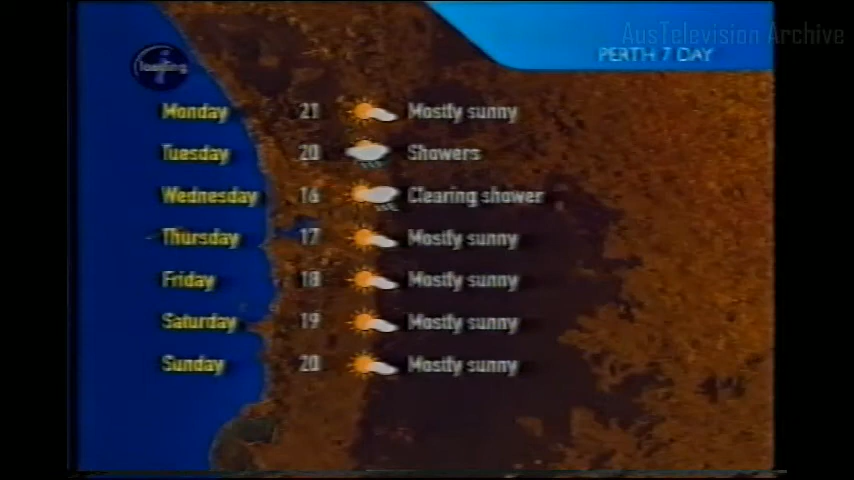 AusTelevision Archive
PERTH 7 DAY
loading
Monday 21 Mostly sunny
Tuesday 20 Showers
Wednesday 16 Clearing shower
Thursday 17 Mostly sunny
Friday 18 Mostly sunny
Saturday 19 Mostly sunny
Sunday 20 Mostly sunny